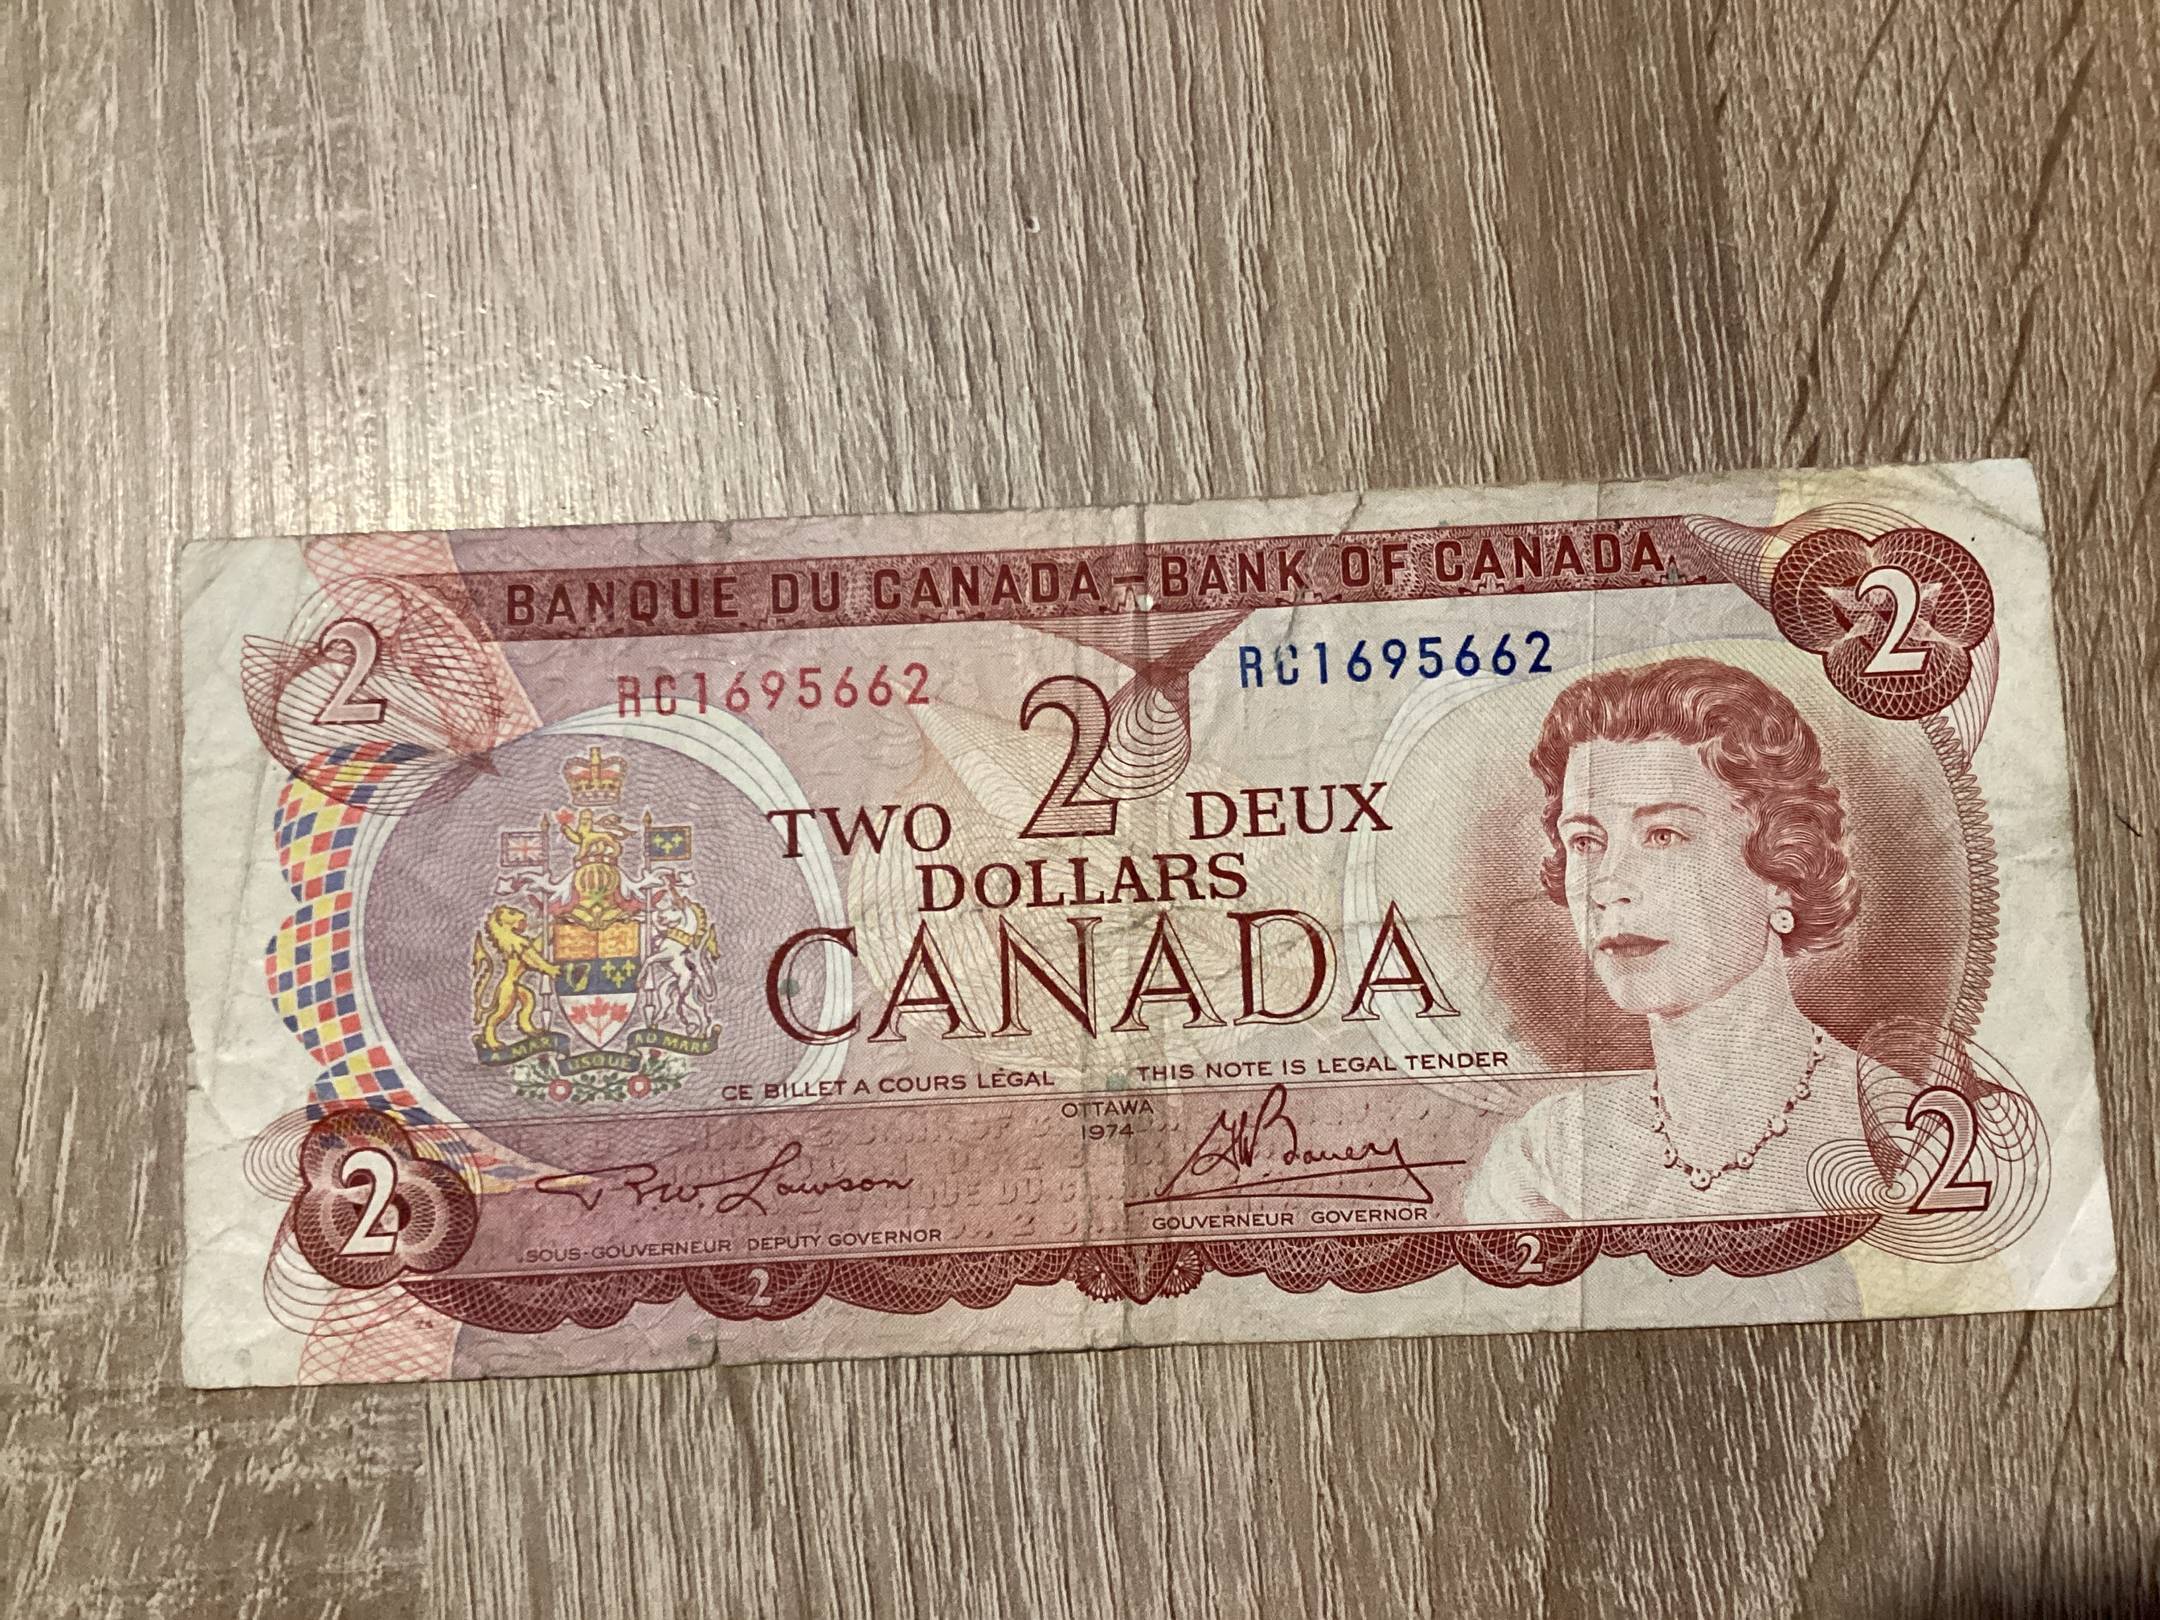 BANQUE DU CANADA – BANK OF CANADA
2
2
RC1695662
RC1695662
2
TWO DEUX
DOLLARS
CANADA
A MARI USQUE AD MARE
CE BILLET A COURS LÉGAL
THIS NOTE IS LEGAL TENDER
OTTAWA
1974
R.W. Lawson
G.K. Bouey
SOUS-GOUVERNEUR DEPUTY GOVERNOR
GOUVERNEUR GOVERNOR
2
2
2
2